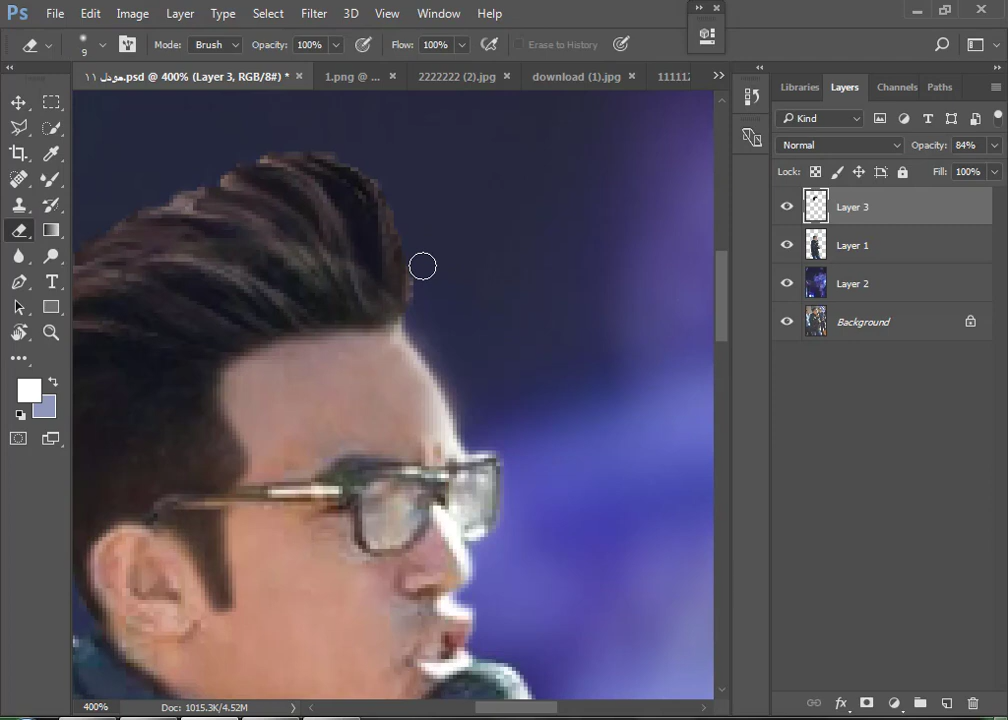 Ps File Edit Image Layer Type Select Filter 3D View Window Help
9 Mode: Brush Opacity: 100% Flow: 100% Erase to History
مودل ١١.psd @ 400% (Layer 3, RGB/8#) * 1.png @ ... 2222222 (2).jpg download (1).jpg 111112
Libraries Layers Channels Paths
Kind
Normal Opacity: 84%
Lock: Fill: 100%
Layer 3
Layer 1
Layer 2
Background
T
400% Doc: 1015.3K/4.52M
fx